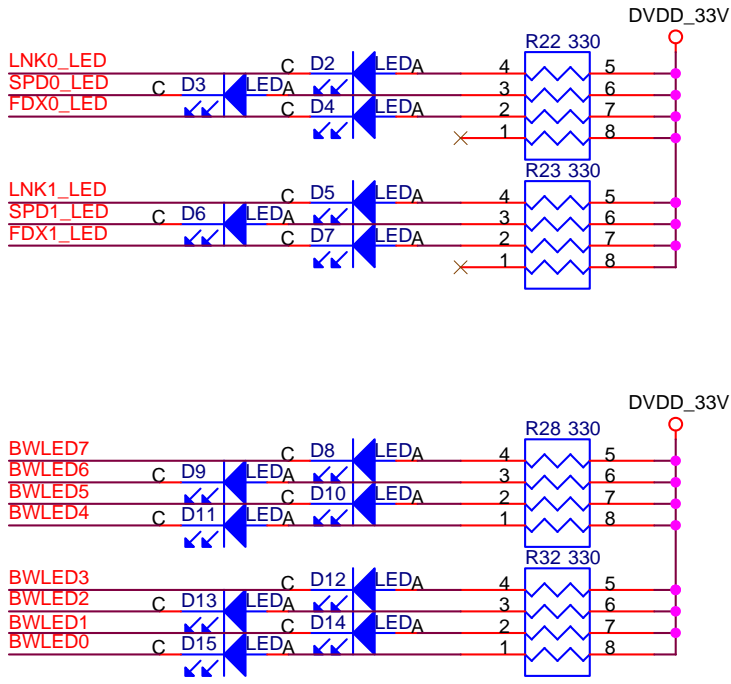 DVDD_33V
R22 330
LNK0_LED C D2 LED A 4 5
SPD0_LED C D3 LED A 3 6
FDX0_LED C D4 LED A 2 7
1 8
R23 330
LNK1_LED C D5 LED A 4 5
SPD1_LED C D6 LED A 3 6
FDX1_LED C D7 LED A 2 7
1 8
DVDD_33V
R28 330
BWLED7 C D8 LED A 4 5
BWLED6 C D9 LED A 3 6
BWLED5 C D10 LED A 2 7
BWLED4 C D11 LED A 1 8
R32 330
BWLED3 C D12 LED A 4 5
BWLED2 C D13 LED A 3 6
BWLED1 C D14 LED A 2 7
BWLED0 C D15 LED A 1 8